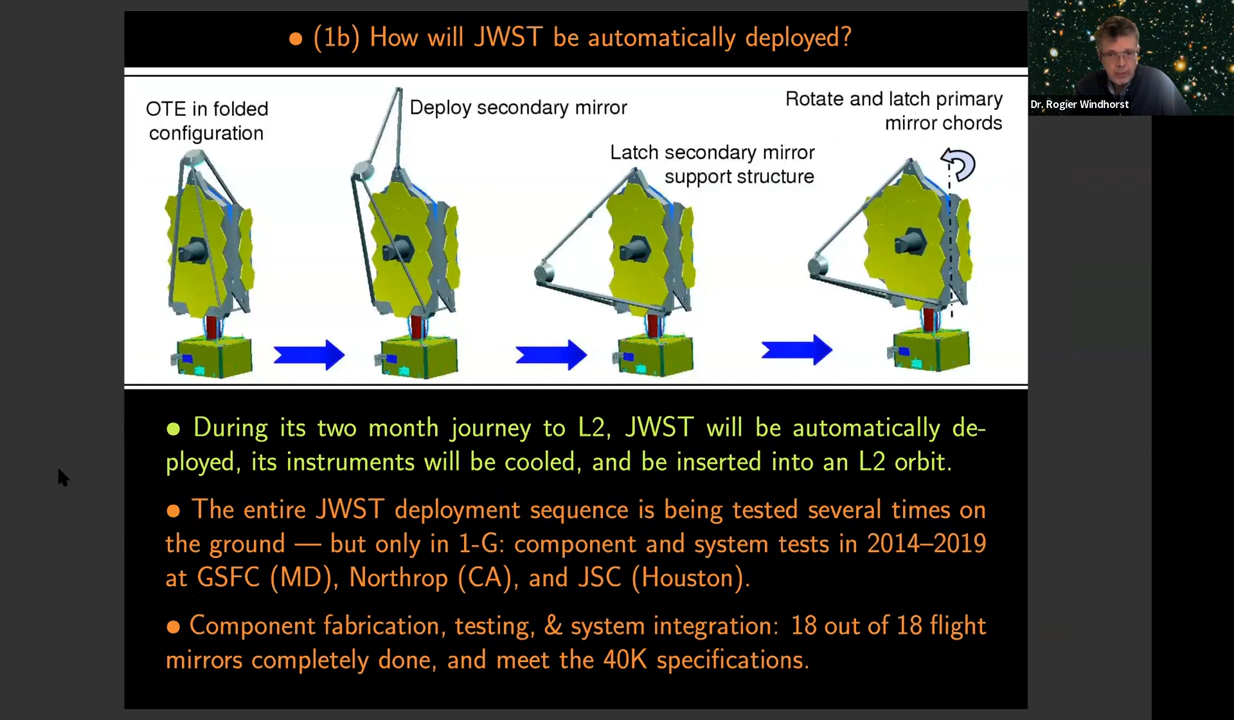 ● (1b) How will JWST be automatically deployed?
OTE in folded
configuration
Deploy secondary mirror
Latch secondary mirror
support structure
Rotate and latch primary
mirror chords
● During its two month journey to L2, JWST will be automatically de-
ployed, its instruments will be cooled, and be inserted into an L2 orbit.
● The entire JWST deployment sequence is being tested several times on
the ground — but only in 1-G: component and system tests in 2014–2019
at GSFC (MD), Northrop (CA), and JSC (Houston).
● Component fabrication, testing, & system integration: 18 out of 18 flight
mirrors completely done, and meet the 40K specifications.
Dr. Rogier Windhorst